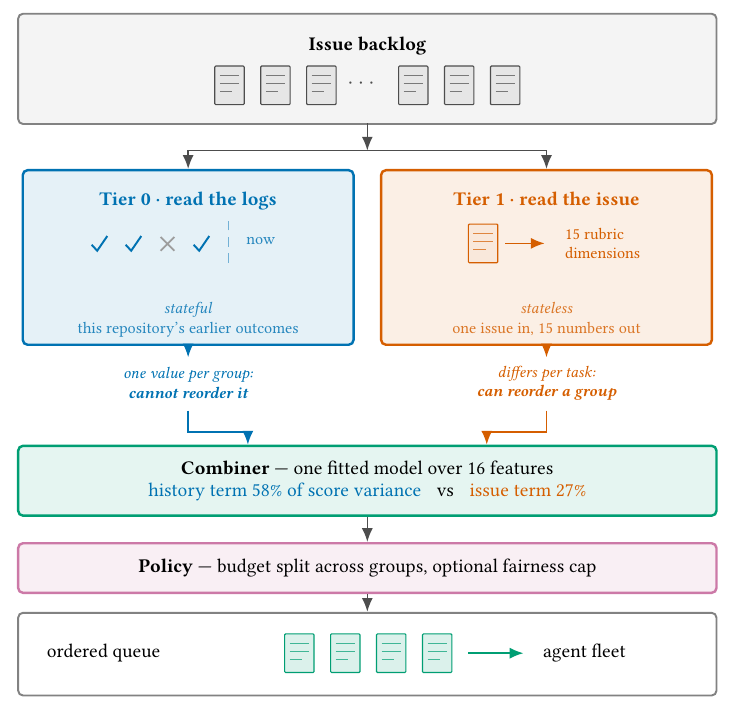 Issue backlog
. . .
Tier 0 · read the logs
now
stateful
this repository's earlier outcomes
Tier 1 · read the issue
15 rubric
dimensions
stateless
one issue in, 15 numbers out
one value per group:
cannot reorder it
differs per task:
can reorder a group
Combiner — one fitted model over 16 features
history term 58% of score variance vs issue term 27%
Policy — budget split across groups, optional fairness cap
ordered queue
agent fleet